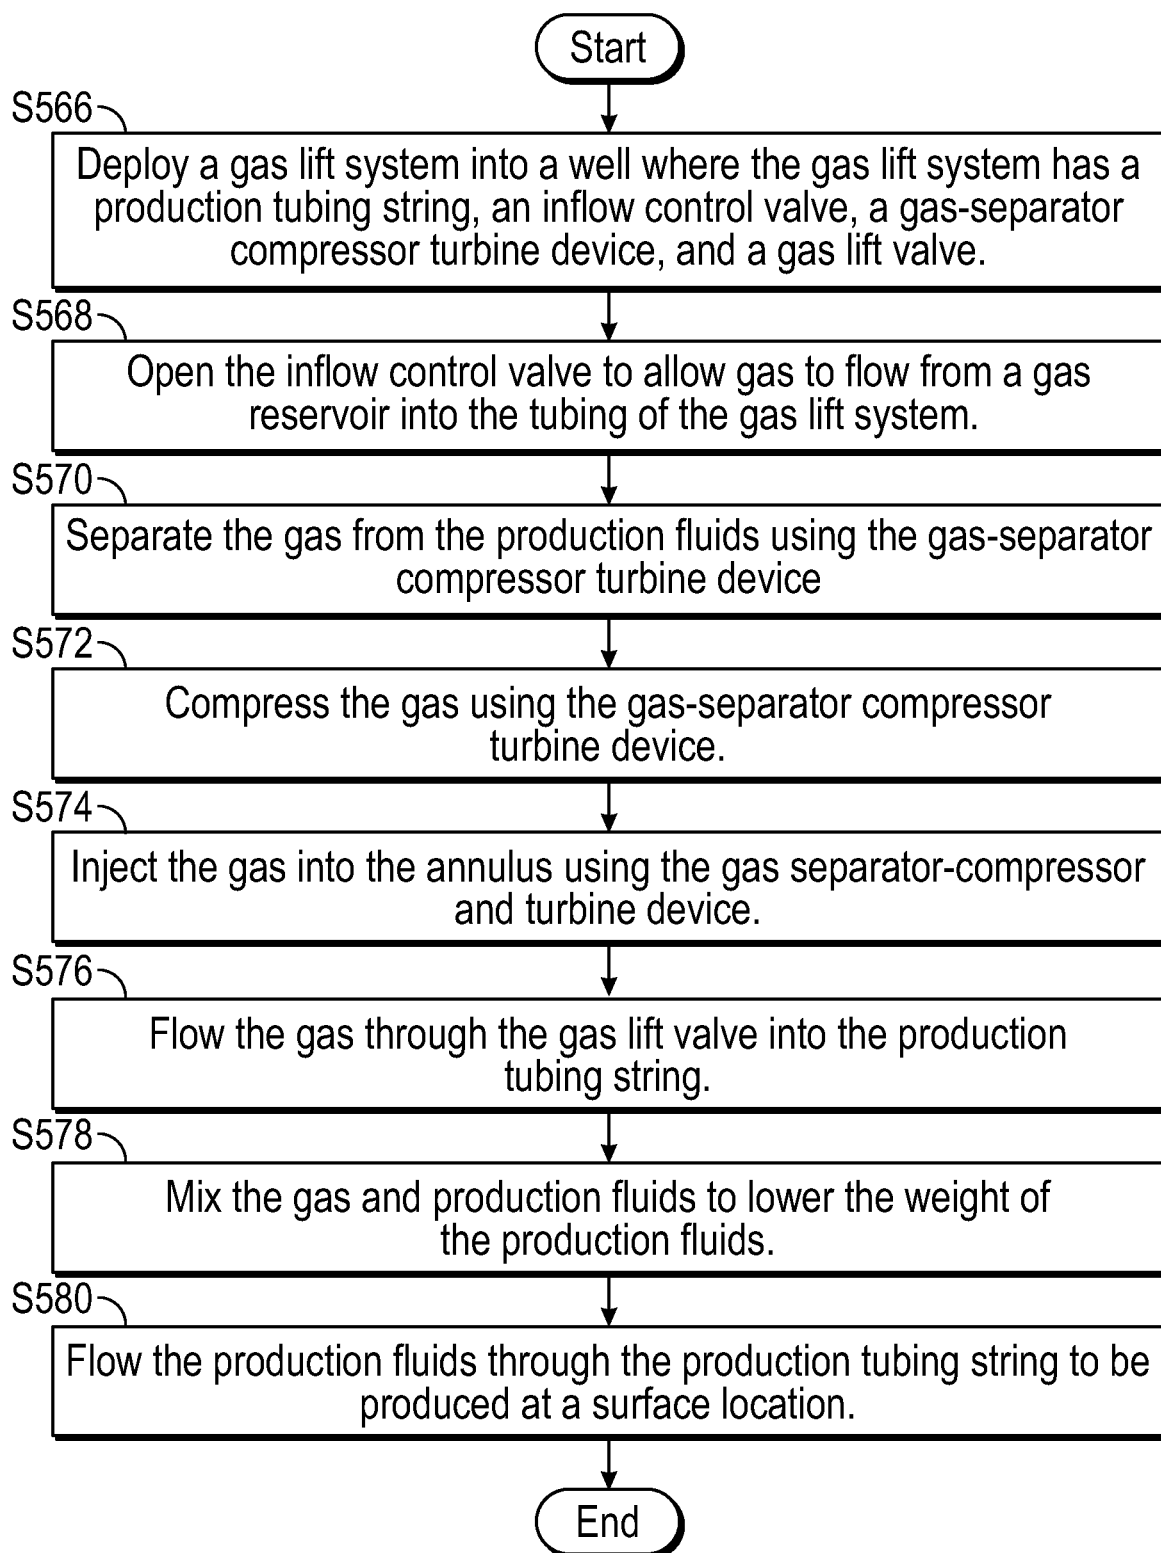 Start
S566
Deploy a gas lift system into a well where the gas lift system has a
production tubing string, an inflow control valve, a gas-separator
compressor turbine device, and a gas lift valve.
S568
Open the inflow control valve to allow gas to flow from a gas
reservoir into the tubing of the gas lift system.
S570
Separate the gas from the production fluids using the gas-separator
compressor turbine device
S572
Compress the gas using the gas-separator compressor
turbine device.
S574
Inject the gas into the annulus using the gas separator-compressor
and turbine device.
S576
Flow the gas through the gas lift valve into the production
tubing string.
S578
Mix the gas and production fluids to lower the weight of
the production fluids.
S580
Flow the production fluids through the production tubing string to be
produced at a surface location.
End